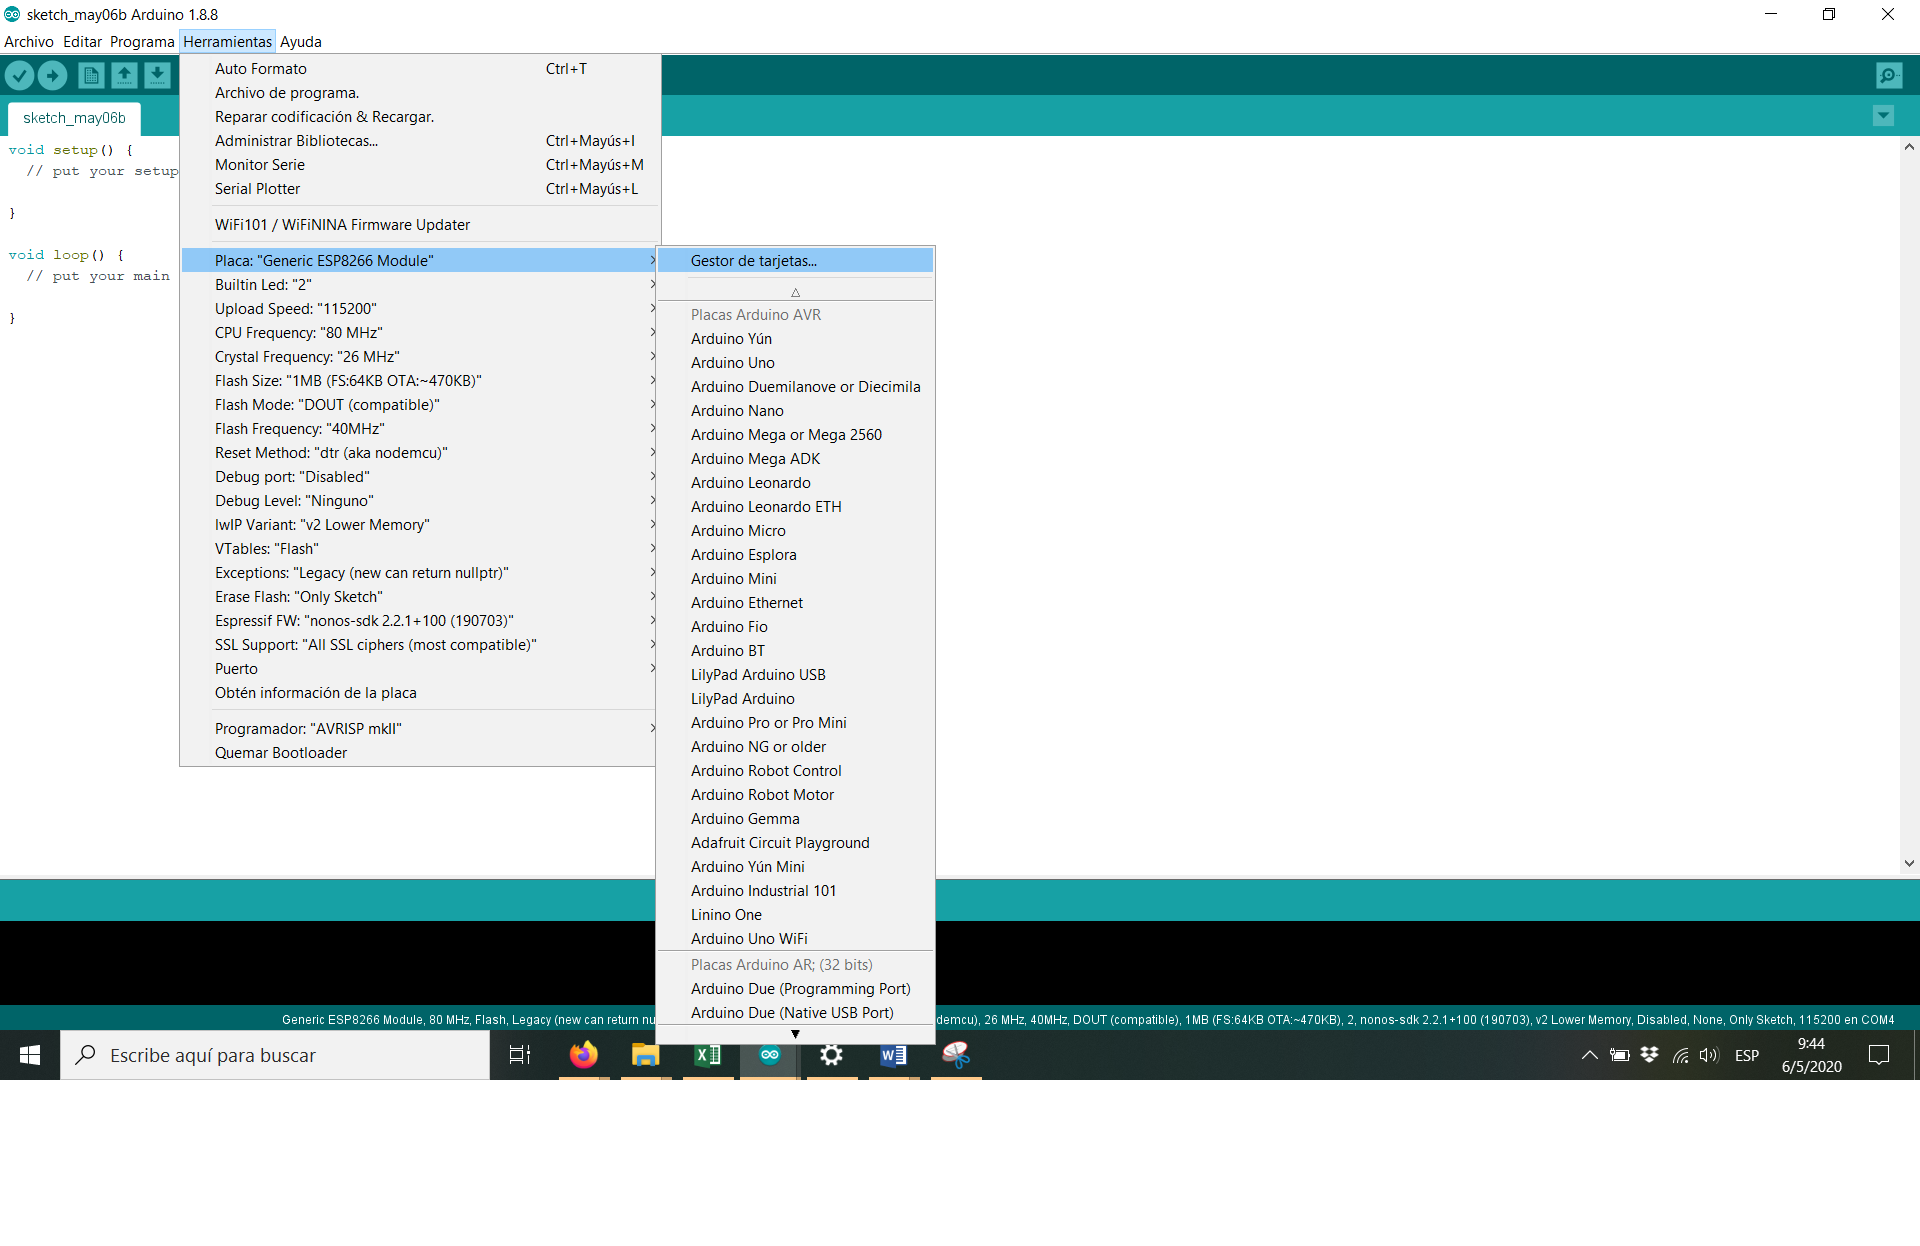 sketch_may06b Arduino 1.8.8
Archivo Editar Programa Herramientas Ayuda
sketch_may06b
void setup() {
// put your setup
}
void loop() {
// put your main
}
Auto Formato Ctrl+T
Archivo de programa.
Reparar codificación & Recargar.
Administrar Bibliotecas... Ctrl+Mayús+I
Monitor Serie Ctrl+Mayús+M
Serial Plotter Ctrl+Mayús+L
WiFi101 / WiFiNINA Firmware Updater
Placa: "Generic ESP8266 Module"
Builtin Led: "2"
Upload Speed: "115200"
CPU Frequency: "80 MHz"
Crystal Frequency: "26 MHz"
Flash Size: "1MB (FS:64KB OTA:~470KB)"
Flash Mode: "DOUT (compatible)"
Flash Frequency: "40MHz"
Reset Method: "dtr (aka nodemcu)"
Debug port: "Disabled"
Debug Level: "Ninguno"
lwIP Variant: "v2 Lower Memory"
VTables: "Flash"
Exceptions: "Legacy (new can return nullptr)"
Erase Flash: "Only Sketch"
Espressif FW: "nonos-sdk 2.2.1+100 (190703)"
SSL Support: "All SSL ciphers (most compatible)"
Puerto
Obtén información de la placa
Programador: "AVRISP mkII"
Quemar Bootloader
Gestor de tarjetas...
Placas Arduino AVR
Arduino Yún
Arduino Uno
Arduino Duemilanove or Diecimila
Arduino Nano
Arduino Mega or Mega 2560
Arduino Mega ADK
Arduino Leonardo
Arduino Leonardo ETH
Arduino Micro
Arduino Esplora
Arduino Mini
Arduino Ethernet
Arduino Fio
Arduino BT
LilyPad Arduino USB
LilyPad Arduino
Arduino Pro or Pro Mini
Arduino NG or older
Arduino Robot Control
Arduino Robot Motor
Arduino Gemma
Adafruit Circuit Playground
Arduino Yún Mini
Arduino Industrial 101
Linino One
Arduino Uno WiFi
Placas Arduino AR; (32 bits)
Arduino Due (Programming Port)
Arduino Due (Native USB Port)
Generic ESP8266 Module, 80 MHz, Flash, Legacy (new can return nu
demcu), 26 MHz, 40MHz, DOUT (compatible), 1MB (FS:64KB OTA:~470KB), 2, nonos-sdk 2.2.1+100 (190703), v2 Lower Memory, Disabled, None, Only Sketch, 115200 en COM4
Escribe aquí para buscar
ESP
9:44
6/5/2020